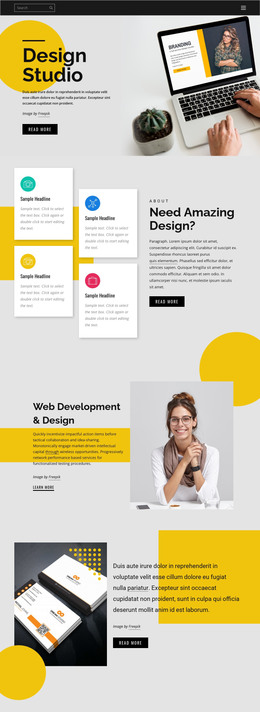 Search
Design
Studio
Duis aute irure dolor in reprehenderit in voluptate velit esse
cillum dolore eu fugiat nulla pariatur. Excepteur sint
occaecat cupidatat non proident.
Image by Freepik
READ MORE
BRANDING
Sample Headline
Sample text. Click to select
the text box. Click again or
double click to start editing
the text.
Sample Headline
Sample text. Click to select
the text box. Click again or
double click to start editing
the text.
Sample Headline
Sample text. Click to select
the text box. Click again or
double click to start editing
the text.
Sample Headline
Sample text. Click to select
the text box. Click again or
double click to start editing
the text.
ABOUT
Need Amazing
Design?
Paragraph. Lorem ipsum dolor sit amet,
consectetur adipiscing elit. Curabitur id
suscipit ex. Suspendisse rhoncus laoreet purus
quis elementum. Phasellus sed efficitur dolor,
et ultricies sapien. Quisque fringilla sit amet
dolor commodo efficitur. Aliquam et sem odio.
In ullamcorper nisi nunc, et molestie ipsum
iaculis sit amet.
READ MORE
Web Development
& Design
Quickly incentivize impactful action items before
tactical collaboration and idea-sharing.
Monotonically engage market-driven intellectual
capital through wireless opportunities. Progressively
network performance based services for
functionalized testing procedures.
Image by Freepik
LEARN MORE
Duis aute irure dolor in reprehenderit in
voluptate velit esse cillum dolore eu fugiat
nulla pariatur. Excepteur sint occaecat
cupidatat non proident, sunt in culpa qui officia
deserunt mollit anim id est laborum.
Image by Freepik
READ MORE